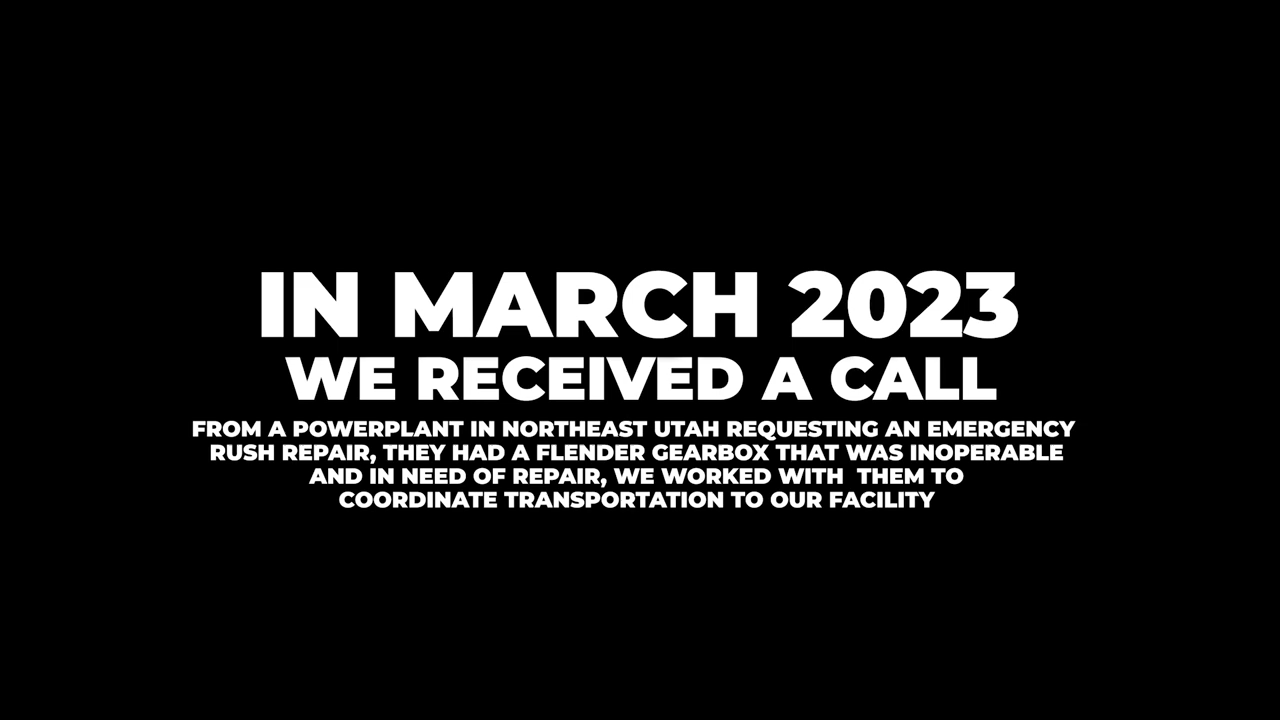 IN MARCH 2023
WE RECEIVED A CALL
FROM A POWERPLANT IN NORTHEAST UTAH REQUESTING AN EMERGENCY
RUSH REPAIR, THEY HAD A FLENDER GEARBOX THAT WAS INOPERABLE
AND IN NEED OF REPAIR, WE WORKED WITH  THEM TO
COORDINATE TRANSPORTATION TO OUR FACILITY